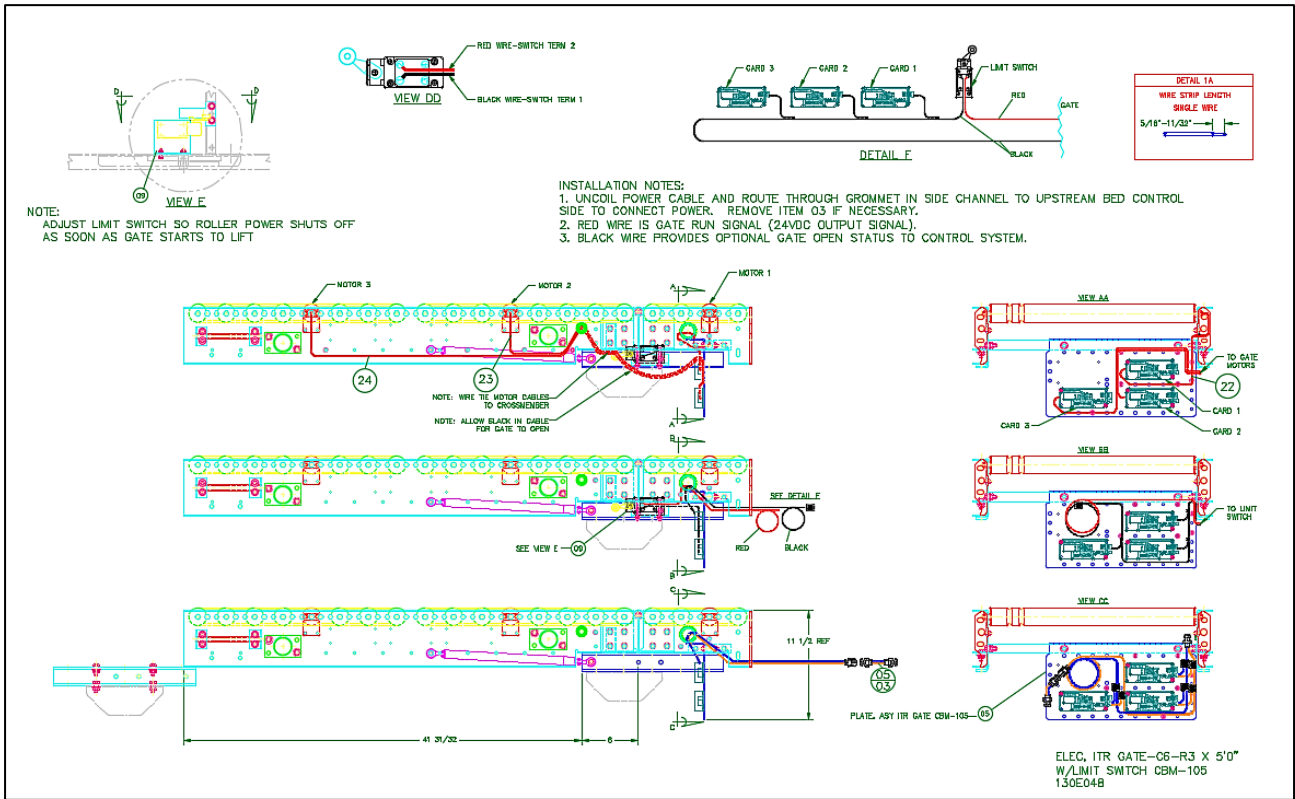 RED WIRE-SWITCH TERM 2
BLACK WIRE-SWITCH TERM 1
VIEW DD
D
D
09
VIEW E
NOTE:
ADJUST LIMIT SWITCH SO ROLLER POWER SHUTS OFF
AS SOON AS GATE STARTS TO LIFT
CARD 3
CARD 2
CARD 1
LIMIT SWITCH
RED
GATE
BLACK
DETAIL F
DETAIL 1A
WIRE STRIP LENGTH
SINGLE WIRE
5/16"-11/32"
INSTALLATION NOTES:
1. UNCOIL POWER CABLE AND ROUTE THROUGH GROMMET IN SIDE CHANNEL TO UPSTREAM BED CONTROL
SIDE TO CONNECT POWER. REMOVE ITEM 03 IF NECESSARY.
2. RED WIRE IS GATE RUN SIGNAL (24VDC OUTPUT SIGNAL).
3. BLACK WIRE PROVIDES OPTIONAL GATE OPEN STATUS TO CONTROL SYSTEM.
MOTOR 3
MOTOR 2
MOTOR 1
A
24
23
NOTE: WIRE TIE MOTOR CABLES
TO CROSSMEMBER
NOTE: ALLOW SLACK IN CABLE
FOR GATE TO OPEN
A
VIEW AA
TO GATE
MOTORS
22
CARD 1
CARD 2
CARD 3
B
SEE DETAIL F
RED
BLACK
SEE VIEW E
09
B
VIEW BB
TO LIMIT
SWITCH
C
11 1/2 REF
05
03
C
41 31/32
6
VIEW CC
PLATE, ASY ITR GATE CBM-105
05
ELEC, ITR GATE-C6-R3 X 5'0"
W/LIMIT SWITCH CBM-105
130E048